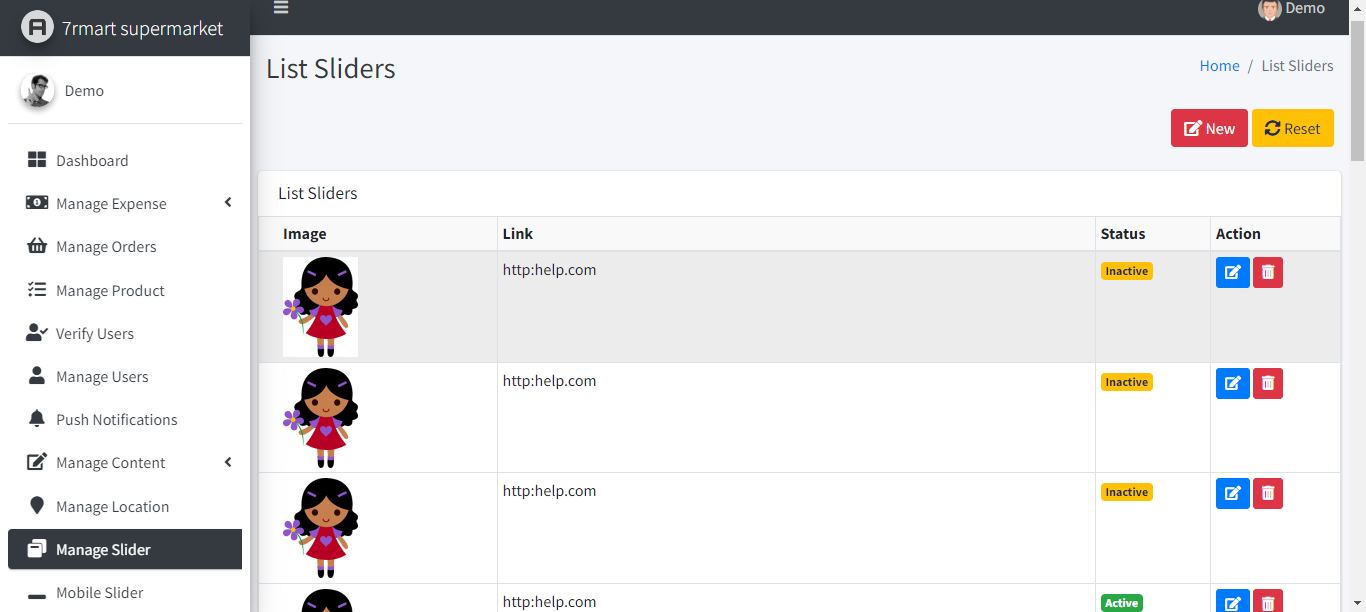 7rmart supermarket
Demo
Demo
Dashboard
Manage Expense
Manage Orders
Manage Product
Verify Users
Manage Users
Push Notifications
Manage Content
Manage Location
Manage Slider
Mobile Slider
List Sliders
Home / List Sliders
New Reset
List Sliders
Image Link Status Action
http:help.com Inactive
http:help.com Inactive
http:help.com Inactive
http:help.com Active